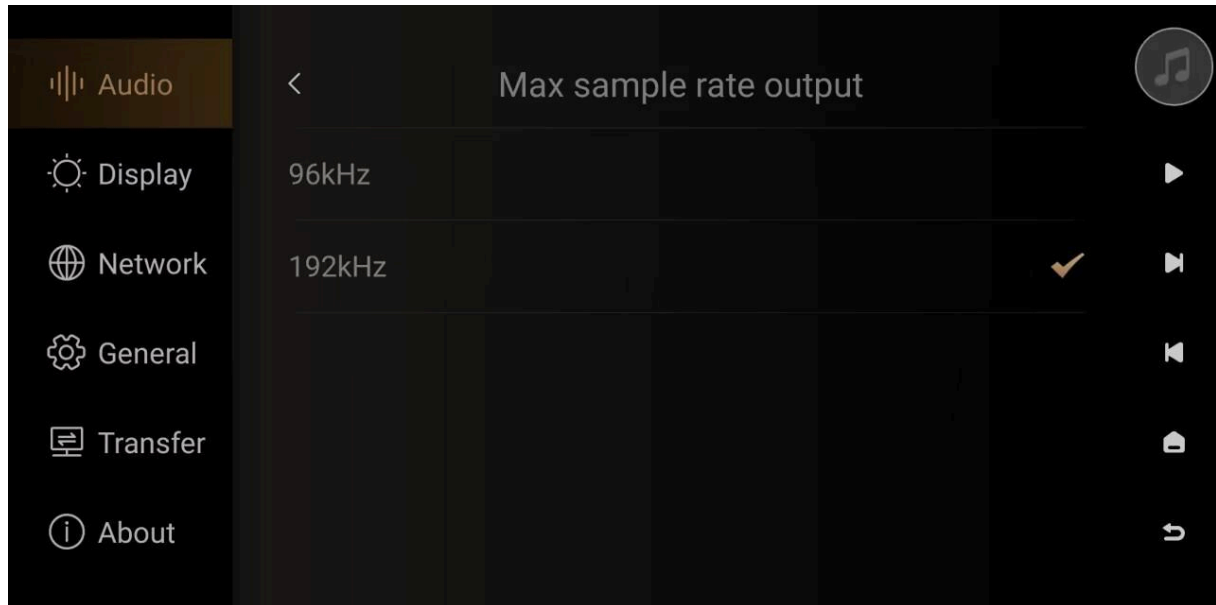 Audio
Display
Network
General
Transfer
About
Max sample rate output
96kHz
192kHz